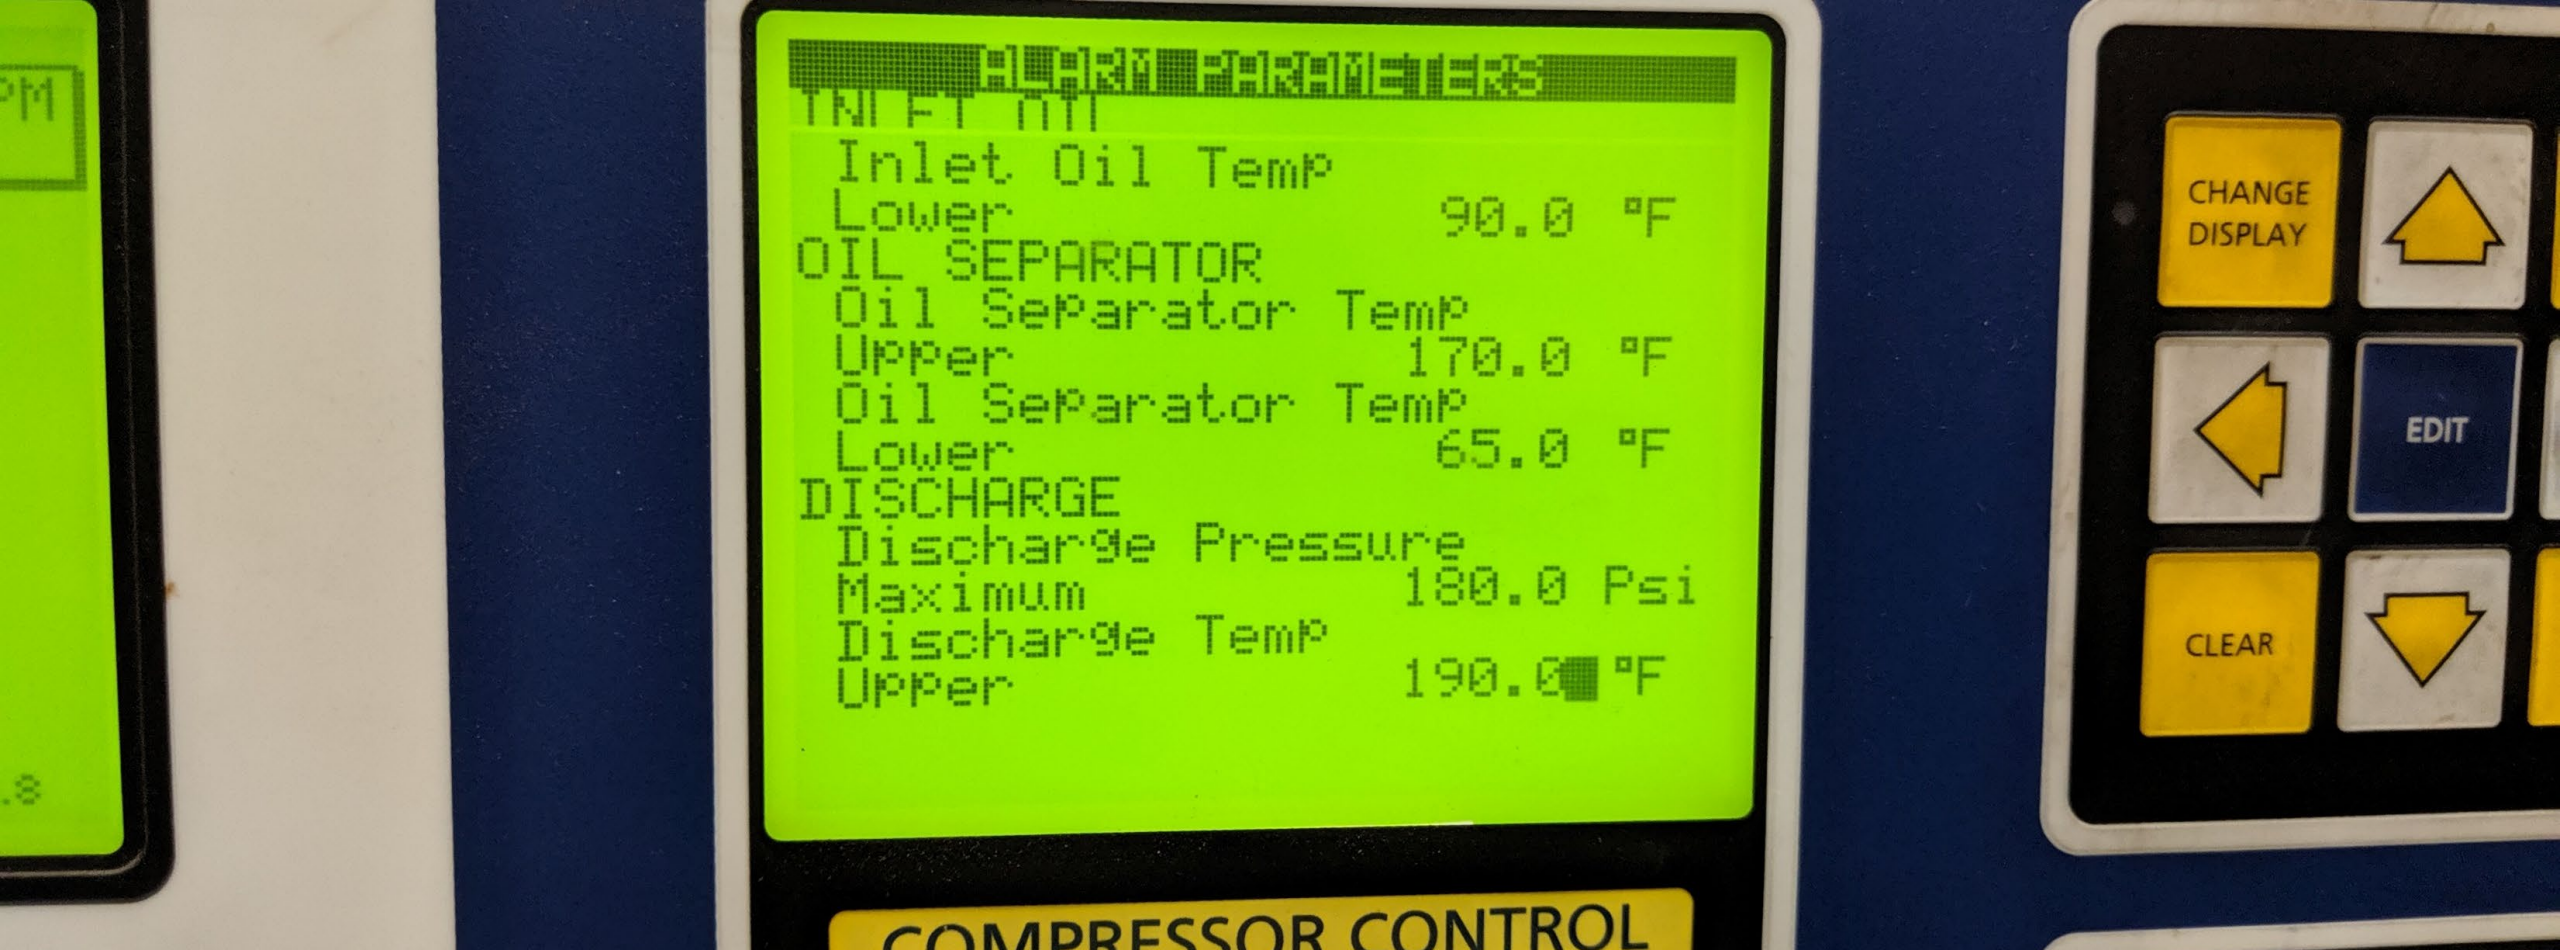 PM
.8
ALARM PARAMETERS
INLET OIL
Inlet Oil Temp
Lower 90.0 °F
OIL SEPARATOR
Oil Separator Temp
Upper 170.0 °F
Oil Separator Temp
Lower 65.0 °F
DISCHARGE
Discharge Pressure
Maximum 180.0 Psi
Discharge Temp
Upper 190.0 °F
COMPRESSOR CONTROL
CHANGE
DISPLAY
EDIT
CLEAR